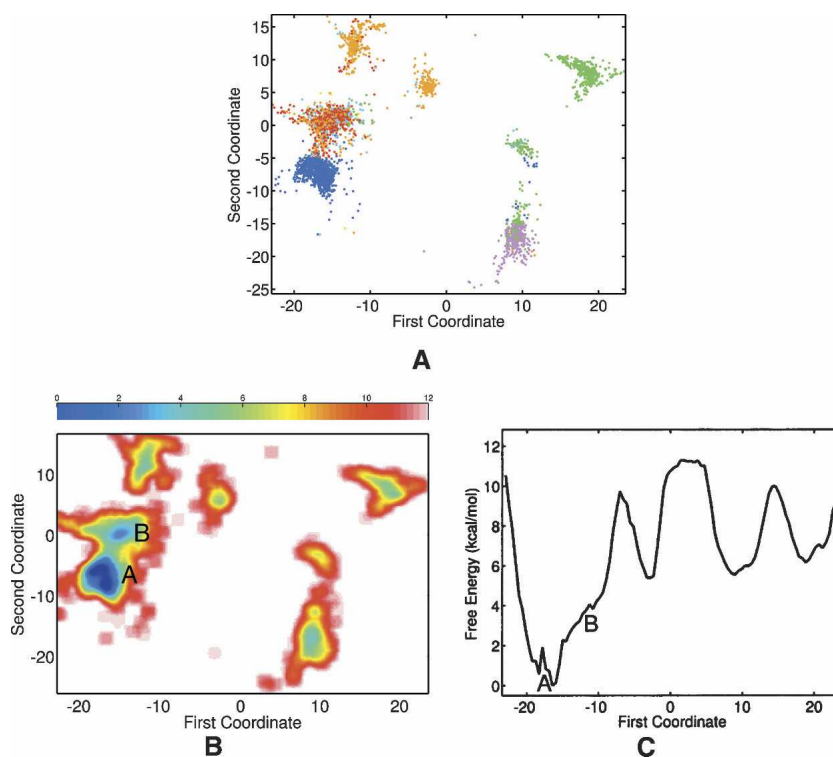 15
10
5
0
-5
-10
-15
-20
-25
Second Coordinate
-20 -10 0 10 20
First Coordinate
A
0 2 4 6 8 10 12
10
0
-10
-20
Second Coordinate
B
A
-20 -10 0 10 20
First Coordinate
B
12
10
8
6
4
2
0
Free Energy (kcal/mol)
B
A
-20 -10 0 10 20
First Coordinate
C